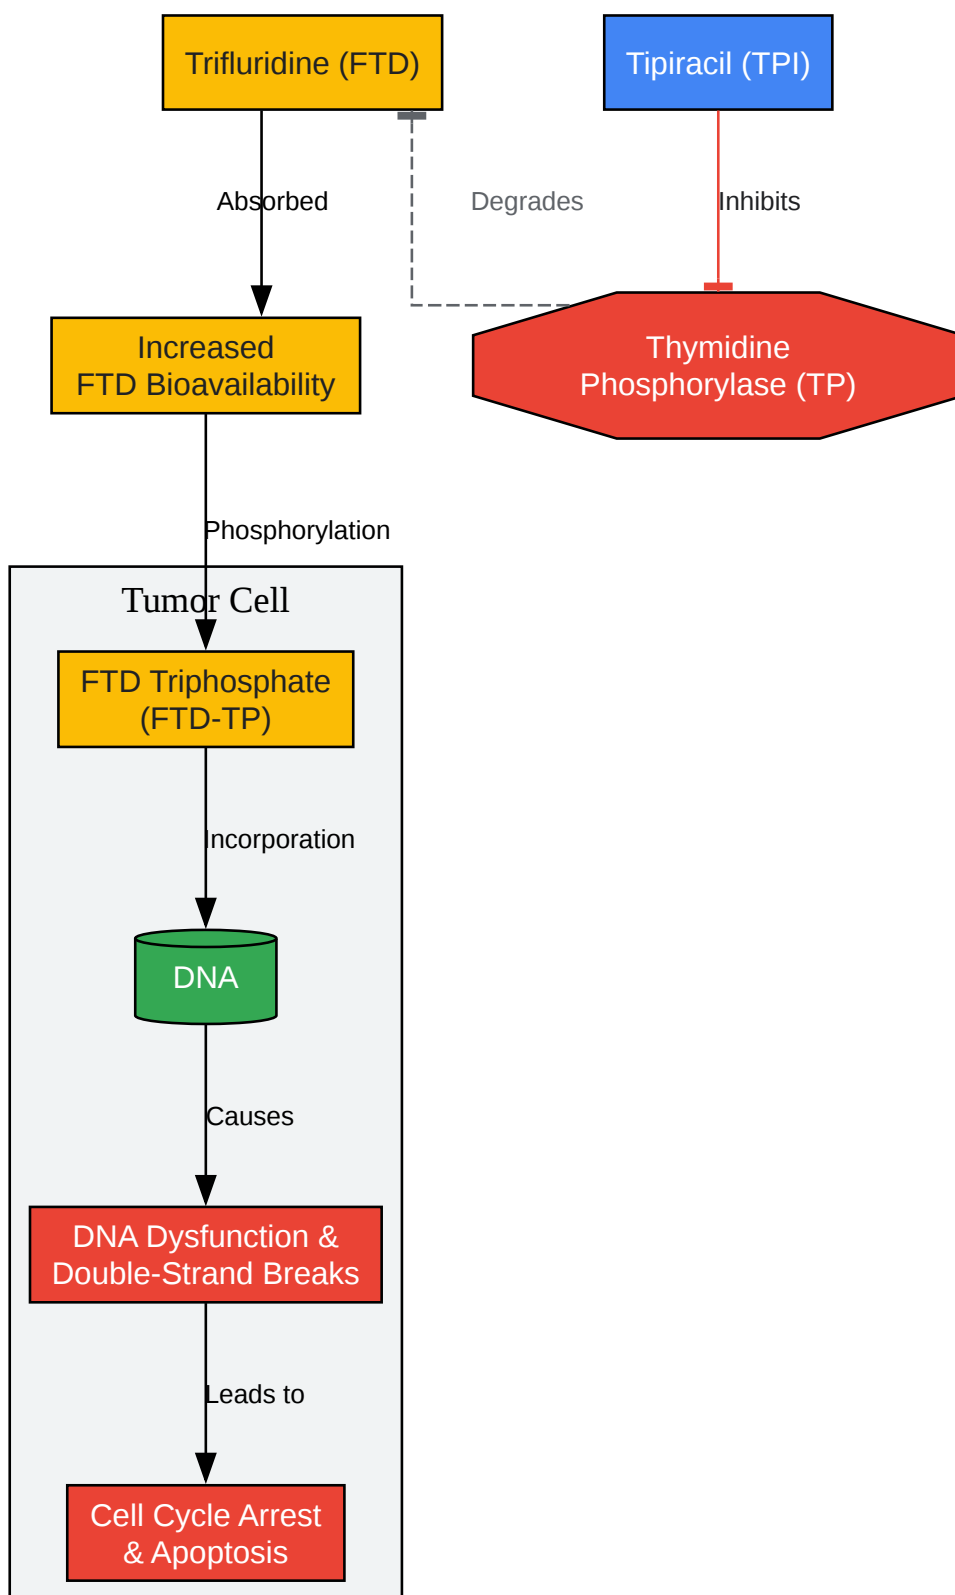 Trifluridine (FTD)
Tipiracil (TPI)
Absorbed
Degrades
Inhibits
Increased
FTD Bioavailability
Thymidine
Phosphorylase (TP)
Phosphorylation
Tumor Cell
FTD Triphosphate
(FTD-TP)
Incorporation
DNA
Causes
DNA Dysfunction &
Double-Strand Breaks
Leads to
Cell Cycle Arrest
& Apoptosis